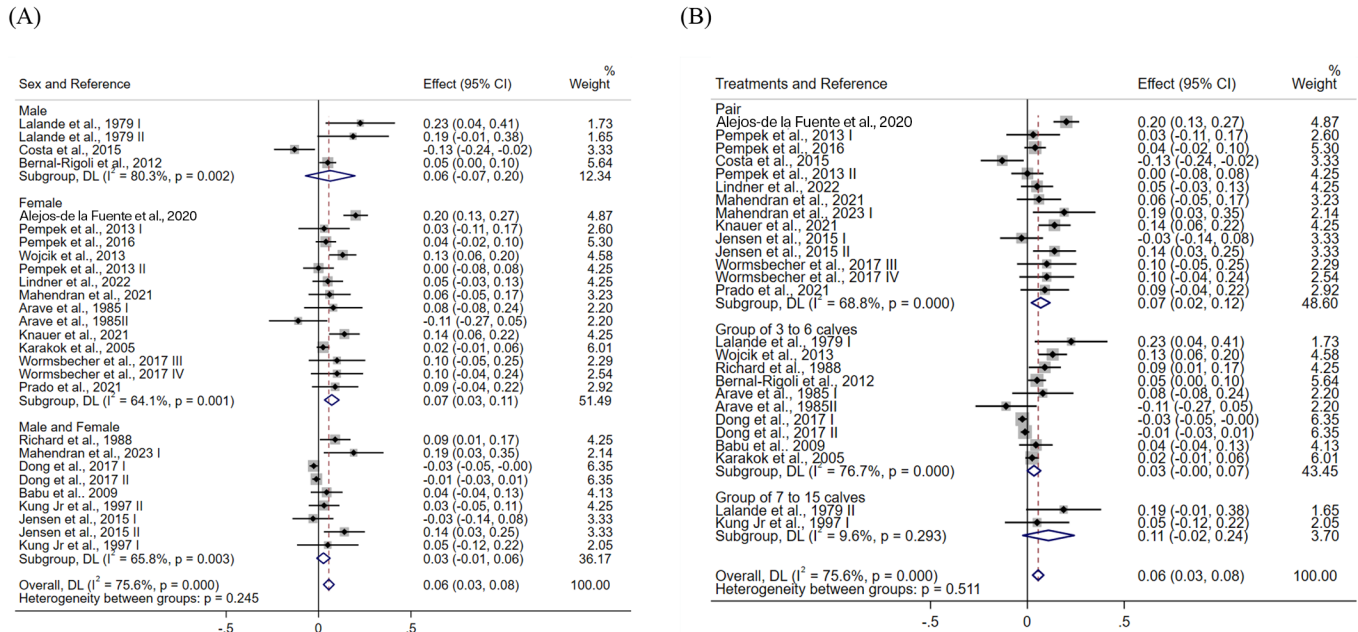 (A)
%
Sex and Reference Effect (95% CI) Weight
Male
Lalande et al., 1979 I 0.23 (0.04, 0.41) 1.73
Lalande et al., 1979 II 0.19 (-0.01, 0.38) 1.65
Costa et al., 2015 -0.13 (-0.24, -0.02) 3.33
Bernal-Rigoli et al., 2012 0.05 (0.00, 0.10) 5.64
Subgroup, DL (I² = 80.3%, p = 0.002) 0.06 (-0.07, 0.20) 12.34
Female
Alejos-de la Fuente et al., 2020 0.20 (0.13, 0.27) 4.87
Pempek et al., 2013 I 0.03 (-0.11, 0.17) 2.60
Pempek et al., 2016 0.04 (-0.02, 0.10) 5.30
Wojcik et al., 2013 0.13 (0.06, 0.20) 4.58
Pempek et al., 2013 II 0.00 (-0.08, 0.08) 4.25
Lindner et al., 2022 0.05 (-0.03, 0.13) 4.25
Mahendran et al., 2021 0.06 (-0.05, 0.17) 3.23
Arave et al., 1985 I 0.08 (-0.08, 0.24) 2.20
Arave et al., 1985II -0.11 (-0.27, 0.05) 2.20
Knauer et al., 2021 0.14 (0.06, 0.22) 4.25
Karakok et al., 2005 0.02 (-0.01, 0.06) 6.01
Wormsbecher et al., 2017 III 0.10 (-0.05, 0.25) 2.29
Wormsbecher et al., 2017 IV 0.10 (-0.04, 0.24) 2.54
Prado et al., 2021 0.09 (-0.04, 0.22) 2.92
Subgroup, DL (I² = 64.1%, p = 0.001) 0.07 (0.03, 0.11) 51.49
Male and Female
Richard et al., 1988 0.09 (0.01, 0.17) 4.25
Mahendran et al., 2023 I 0.19 (0.03, 0.35) 2.14
Dong et al., 2017 I -0.03 (-0.05, -0.00) 6.35
Dong et al., 2017 II -0.01 (-0.03, 0.01) 6.35
Babu et al., 2009 0.04 (-0.04, 0.13) 4.13
Kung Jr et al., 1997 II 0.03 (-0.05, 0.11) 4.25
Jensen et al., 2015 I -0.03 (-0.14, 0.08) 3.33
Jensen et al., 2015 II 0.14 (0.03, 0.25) 3.33
Kung Jr et al., 1997 I 0.05 (-0.12, 0.22) 2.05
Subgroup, DL (I² = 65.8%, p = 0.003) 0.03 (-0.01, 0.06) 36.17
Overall, DL (I² = 75.6%, p = 0.000) 0.06 (0.03, 0.08) 100.00
Heterogeneity between groups: p = 0.245
-.5 0 .5
(B)
%
Treatments and Reference Effect (95% CI) Weight
Pair
Alejos-de la Fuente et al., 2020 0.20 (0.13, 0.27) 4.87
Pempek et al., 2013 I 0.03 (-0.11, 0.17) 2.60
Pempek et al., 2016 0.04 (-0.02, 0.10) 5.30
Costa et al., 2015 -0.13 (-0.24, -0.02) 3.33
Pempek et al., 2013 II 0.00 (-0.08, 0.08) 4.25
Lindner et al., 2022 0.05 (-0.03, 0.13) 4.25
Mahendran et al., 2021 0.06 (-0.05, 0.17) 3.23
Mahendran et al., 2023 I 0.19 (0.03, 0.35) 2.14
Knauer et al., 2021 0.14 (0.06, 0.22) 4.25
Jensen et al., 2015 I -0.03 (-0.14, 0.08) 3.33
Jensen et al., 2015 II 0.14 (0.03, 0.25) 3.33
Wormsbecher et al., 2017 III 0.10 (-0.05, 0.25) 2.29
Wormsbecher et al., 2017 IV 0.10 (-0.04, 0.24) 2.54
Prado et al., 2021 0.09 (-0.04, 0.22) 2.92
Subgroup, DL (I² = 68.8%, p = 0.000) 0.07 (0.02, 0.12) 48.60
Group of 3 to 6 calves
Lalande et al., 1979 I 0.23 (0.04, 0.41) 1.73
Wojcik et al., 2013 0.13 (0.06, 0.20) 4.58
Richard et al., 1988 0.09 (0.01, 0.17) 4.25
Bernal-Rigoli et al., 2012 0.05 (0.00, 0.10) 5.64
Arave et al., 1985 I 0.08 (-0.08, 0.24) 2.20
Arave et al., 1985II -0.11 (-0.27, 0.05) 2.20
Dong et al., 2017 I -0.03 (-0.05, -0.00) 6.35
Dong et al., 2017 II -0.01 (-0.03, 0.01) 6.35
Babu et al., 2009 0.04 (-0.04, 0.13) 4.13
Karakok et al., 2005 0.02 (-0.01, 0.06) 6.01
Subgroup, DL (I² = 76.7%, p = 0.000) 0.03 (-0.00, 0.07) 43.45
Group of 7 to 15 calves
Lalande et al., 1979 II 0.19 (-0.01, 0.38) 1.65
Kung Jr et al., 1997 I 0.05 (-0.12, 0.22) 2.05
Subgroup, DL (I² = 9.6%, p = 0.293) 0.11 (-0.02, 0.24) 3.70
Overall, DL (I² = 75.6%, p = 0.000) 0.06 (0.03, 0.08) 100.00
Heterogeneity between groups: p = 0.511
-.5 0 .5